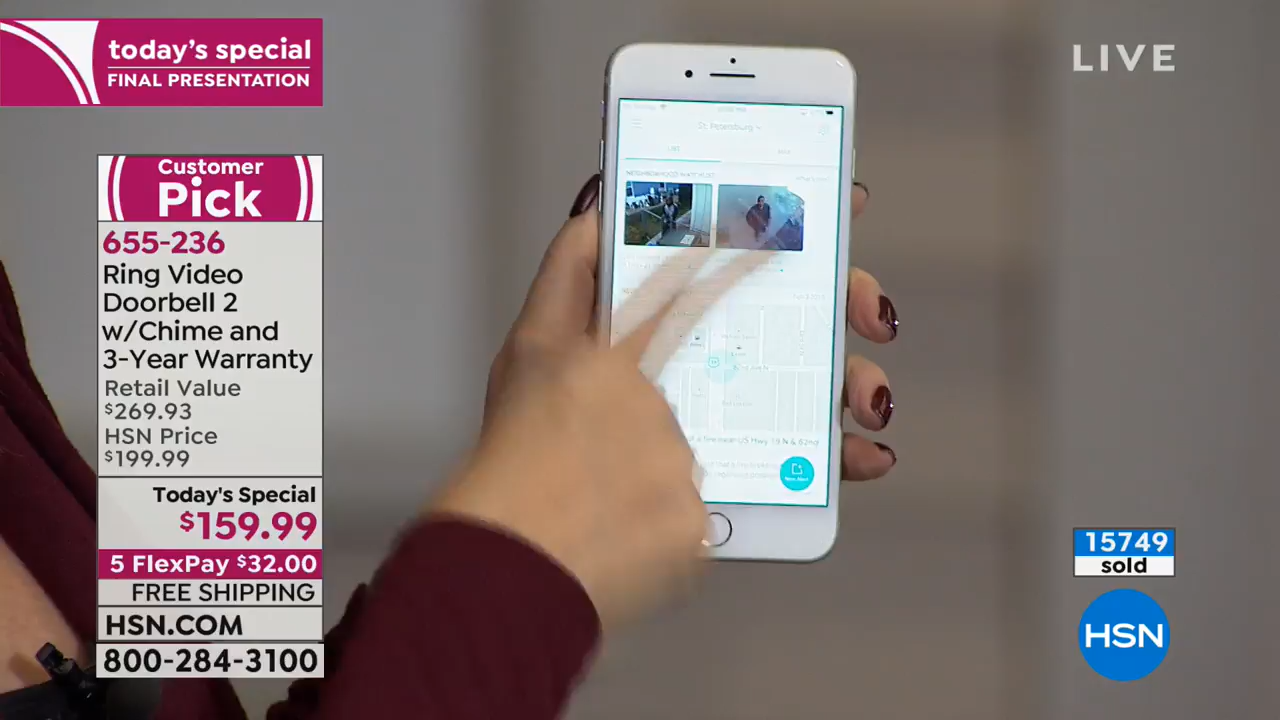 today's special
FINAL PRESENTATION
LIVE
Customer
Pick
655-236
Ring Video
Doorbell 2
w/Chime and
3-Year Warranty
Retail Value
$269.93
HSN Price
$199.99
Today's Special
$159.99
5 FlexPay $32.00
FREE SHIPPING
HSN.COM
800-284-3100
St. Petersburg
15749
sold
HSN